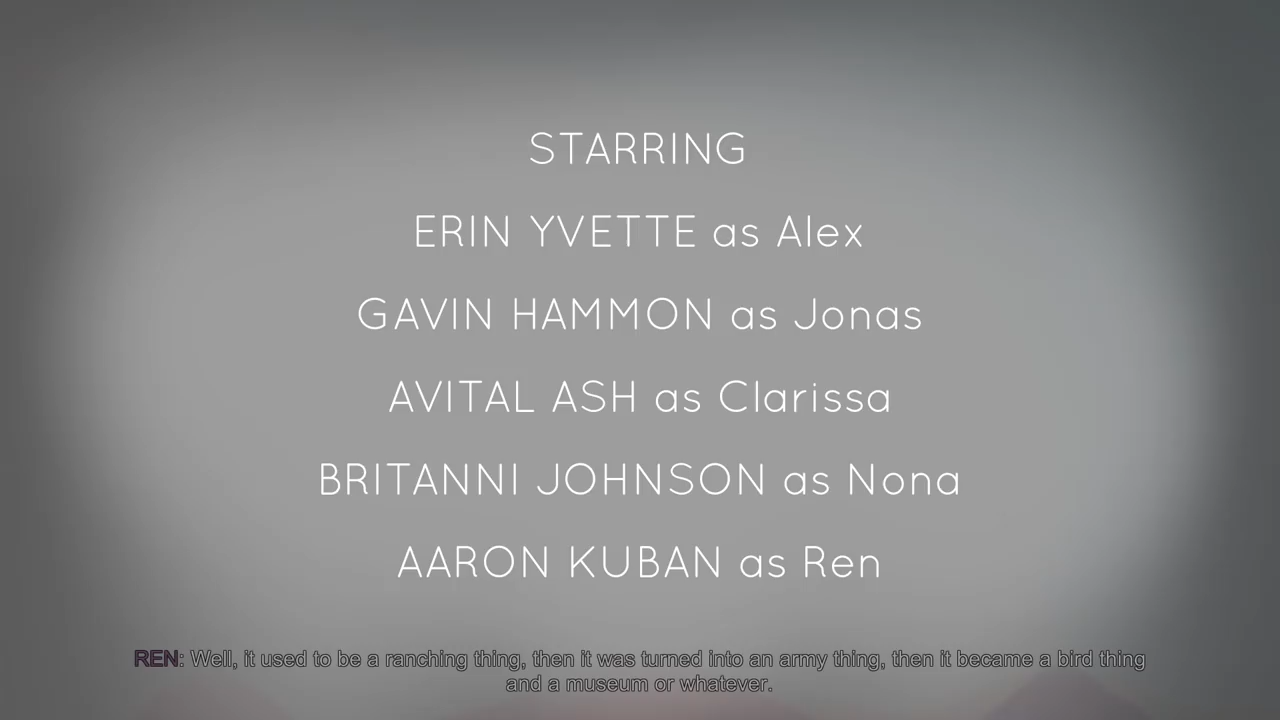 STARRING
ERIN YVETTE as Alex
GAVIN HAMMON as Jonas
AVITAL ASH as Clarissa
BRITANNI JOHNSON as Nona
AARON KUBAN as Ren
REN: Well, it used to be a ranching thing, then it was turned into an army thing, then it became a bird thing
and a museum or whatever.